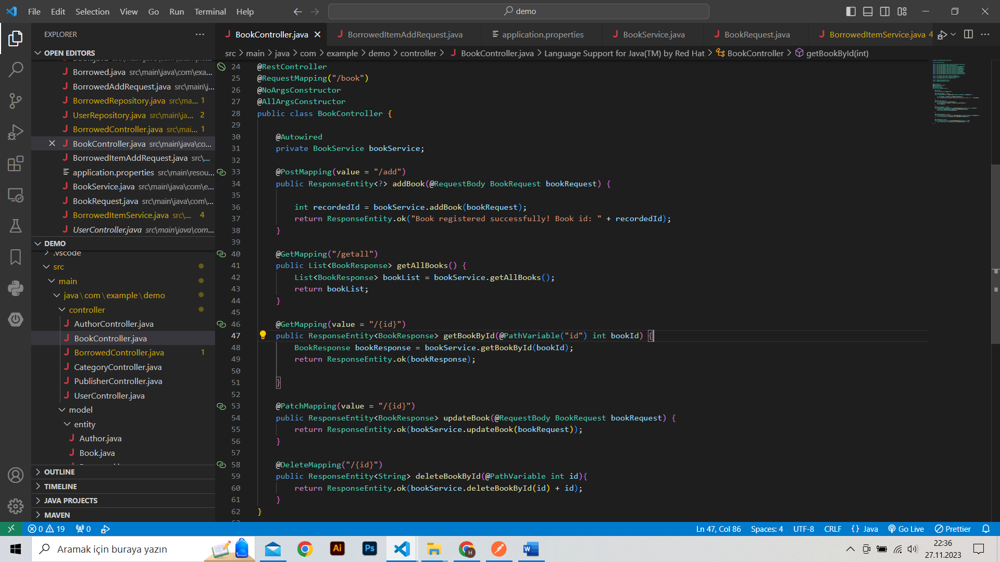 File Edit Selection View Go Run Terminal Help
demo
EXPLORER
OPEN EDITORS
Borrowed.java src\main\java\com\exa...
BorrowedAddRequest.java src\main\j...
BorrowedRepository.java src\ma... 1
UserRepository.java src\main\ja... 2
BorrowedController.java src\mai... 1
BookController.java src\main\java\co...
BorrowedItemAddRequest.java src\...
application.properties src\main\resou...
BookService.java src\main\java\com\e...
BookRequest.java src\main\java\com\...
BorrowedItemService.java src\... 4
UserController.java src\main\java\com...
DEMO
.vscode
src
main
java\com\example\demo
controller
AuthorController.java
BookController.java
BorrowedController.java 1
CategoryController.java
PublisherController.java
UserController.java
model
entity
Author.java
Book.java
OUTLINE
TIMELINE
JAVA PROJECTS
MAVEN
BookController.java BorrowedItemAddRequest.java application.properties BookService.java BookRequest.java BorrowedItemService.java 4
src > main > java > com > example > demo > controller > BookController.java > Language Support for Java(TM) by Red Hat > BookController > getBookById(int)
24 @RestController
25 @RequestMapping("/book")
26 @NoArgsConstructor
27 @AllArgsConstructor
28 public class BookController {
29
30 @Autowired
31 private BookService bookService;
32
33 @PostMapping(value = "/add")
34 public ResponseEntity<?> addBook(@RequestBody BookRequest bookRequest) {
35
36 int recordedId = bookService.addBook(bookRequest);
37 return ResponseEntity.ok("Book registered successfully! Book id: " + recordedId);
38 }
39
40 @GetMapping("/getall")
41 public List<BookResponse> getAllBooks() {
42 List<BookResponse> bookList = bookService.getAllBooks();
43 return bookList;
44 }
45
46 @GetMapping(value = "/{id}")
47 public ResponseEntity<BookResponse> getBookById(@PathVariable("id") int bookId) {
48 BookResponse bookResponse = bookService.getBookById(bookId);
49 return ResponseEntity.ok(bookResponse);
50
51 }
52
53 @PatchMapping(value = "/{id}")
54 public ResponseEntity<BookResponse> updateBook(@RequestBody BookRequest bookRequest) {
55 return ResponseEntity.ok(bookService.updateBook(bookRequest));
56 }
57
58 @DeleteMapping("/{id}")
59 public ResponseEntity<String> deleteBookById(@PathVariable int id){
60 return ResponseEntity.ok(bookService.deleteBookById(id) + id);
61 }
62 }
0 19 0
Ln 47, Col 86 Spaces: 4 UTF-8 CRLF {} Java Go Live Prettier
Aramak için buraya yazın
Ai
Ps
H
W
22:36
27.11.2023